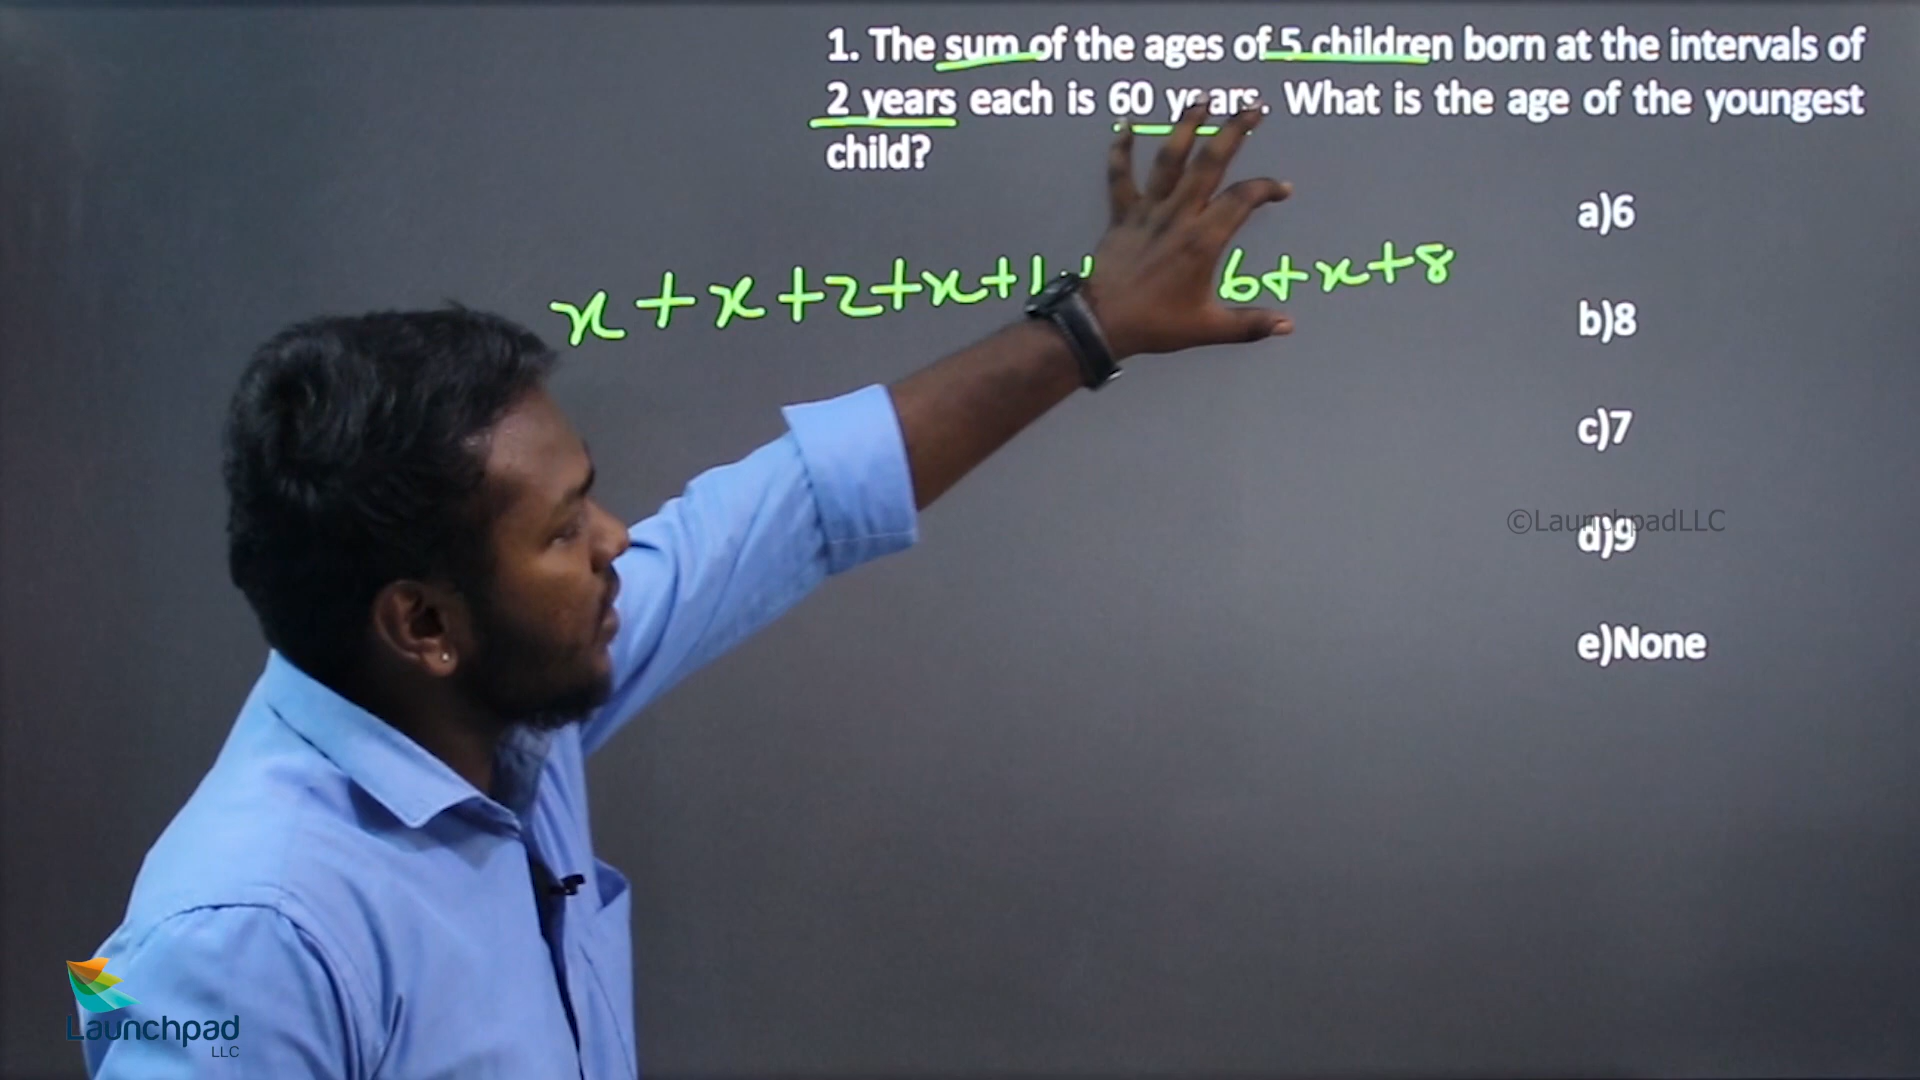 1. The sum of the ages of 5 children born at the intervals of
2 years each is 60 years. What is the age of the youngest
child?
a)6
x+x+2+x+ 6+x+8
b)8
c)7
©LaunchpadLLC
d)9
e)None
Launchpad
LLC